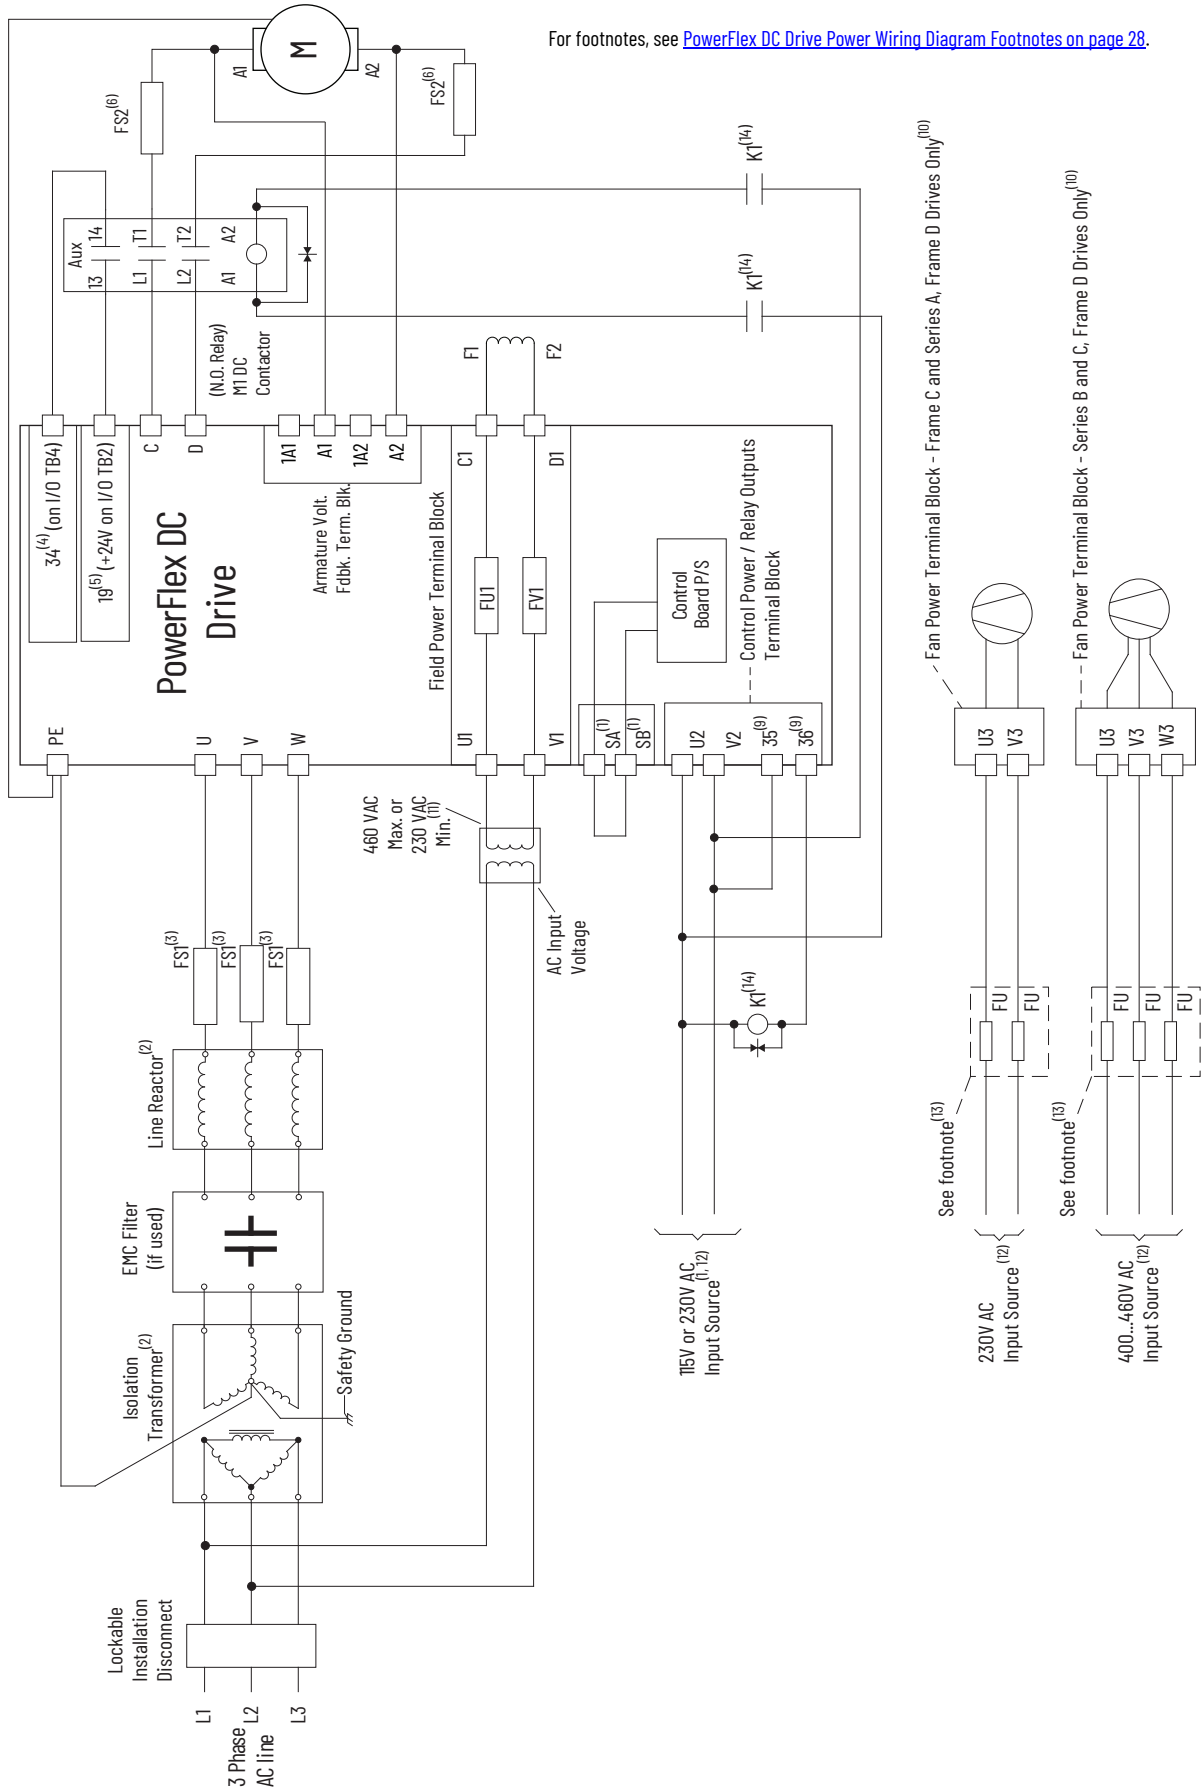 For footnotes, see PowerFlex DC Drive Power Wiring Diagram Footnotes on page 28.
3 Phase
AC line
L1
L2
L3
Lockable
Installation
Disconnect
Isolation
Transformer(2)
Safety Ground
EMC Filter
(if used)
Line Reactor(2)
FS1(3)
FS1(3)
FS1(3)
PE
U
V
W
PowerFlex DC
Drive
34(4) (on I/O TB4)
19(5) (+24V on I/O TB2)
C
D
1A1
A1
1A2
A2
Armature Volt.
Fdbk. Term. Blk.
(N.O. Relay)
M1 DC
Contactor
Aux
13
14
L1
T1
L2
T2
A1
A2
FS2(6)
FS2(6)
A1
M
A2
AC Input
Voltage
460 VAC
Max. or
230 VAC
Min.(11)
U1
V1
Field Power Terminal Block
FU1
FV1
C1
D1
F1
F2
SA(1)
SB(1)
Control
Board P/S
U2
V2
35(9)
36(9)
Control Power / Relay Outputs
Terminal Block
K1(14)
K1(14)
K1(14)
115V or 230V AC
Input Source(1, 12)
230V AC
Input Source(12)
See footnote(13)
FU
FU
U3
V3
Fan Power Terminal Block - Frame C and Series A, Frame D Drives Only(10)
400...460V AC
Input Source(12)
See footnote(13)
FU
FU
FU
U3
V3
W3
Fan Power Terminal Block - Series B and C, Frame D Drives Only(10)